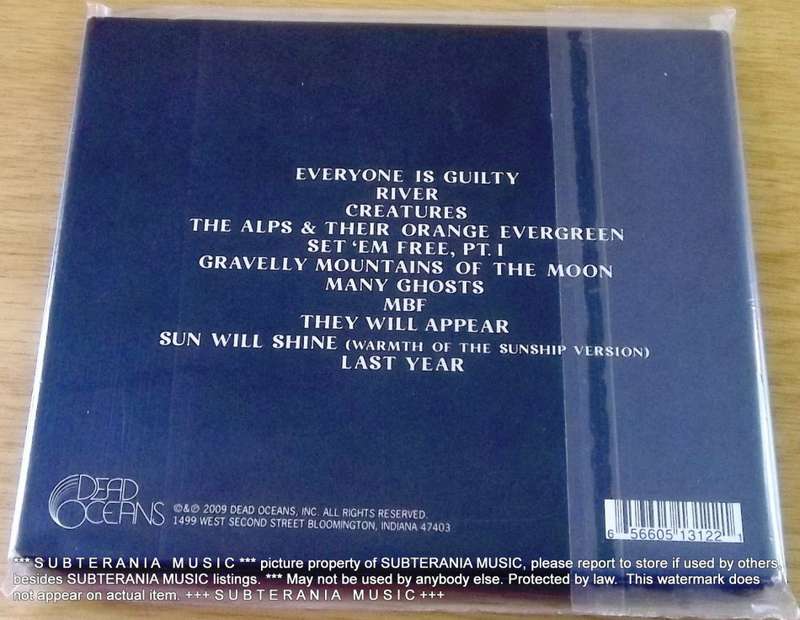 EVERYONE IS GUILTY
RIVER
CREATURES
THE ALPS & THEIR ORANGE EVERGREEN
SET 'EM FREE, PT. I
GRAVELLY MOUNTAINS OF THE MOON
MANY GHOSTS
MBF
THEY WILL APPEAR
SUN WILL SHINE (WARMTH OF THE SUNSHIP VERSION)
LAST YEAR
DEAD
OCEANS
©&℗ 2009 DEAD OCEANS, INC. ALL RIGHTS RESERVED.
1499 WEST SECOND STREET BLOOMINGTON, INDIANA 47403
6 56605 13122 1
*** S U B T E R A N I A   M U S I C *** picture property of SUBTERANIA MUSIC, please report to store if used by others
besides SUBTERANIA MUSIC listings. *** May not be used by anybody else. Protected by law. This watermark does
not appear on actual item. +++ S U B T E R A N I A   M U S I C +++